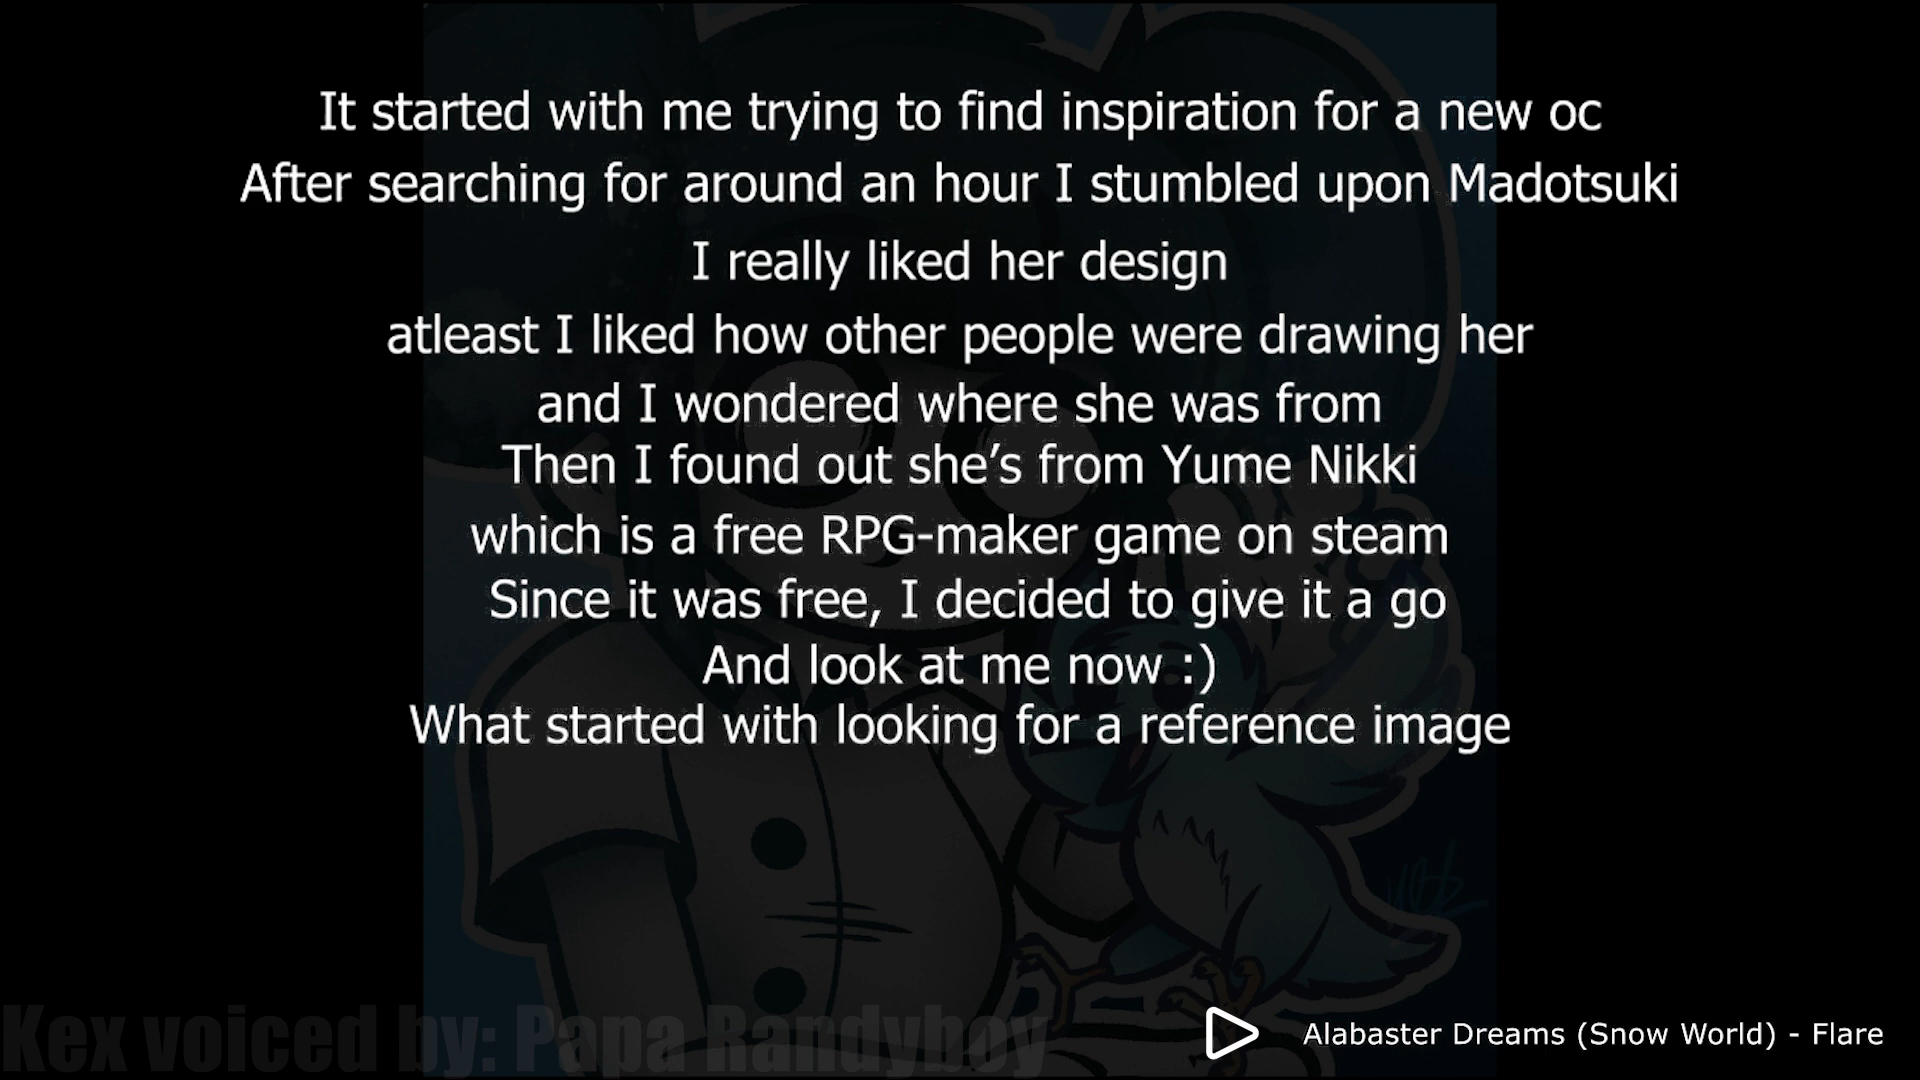 It started with me trying to find inspiration for a new oc
After searching for around an hour I stumbled upon Madotsuki
I really liked her design
atleast I liked how other people were drawing her
and I wondered where she was from
Then I found out she’s from Yume Nikki
which is a free RPG-maker game on steam
Since it was free, I decided to give it a go
And look at me now :)
What started with looking for a reference image
Kex voiced by: Papa Randyboy
Alabaster Dreams (Snow World) - Flare